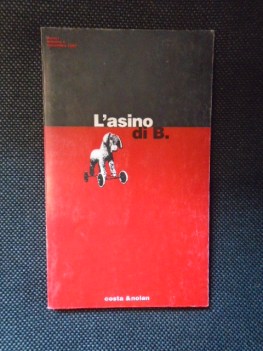 L'asino
di B.
costa & nolan